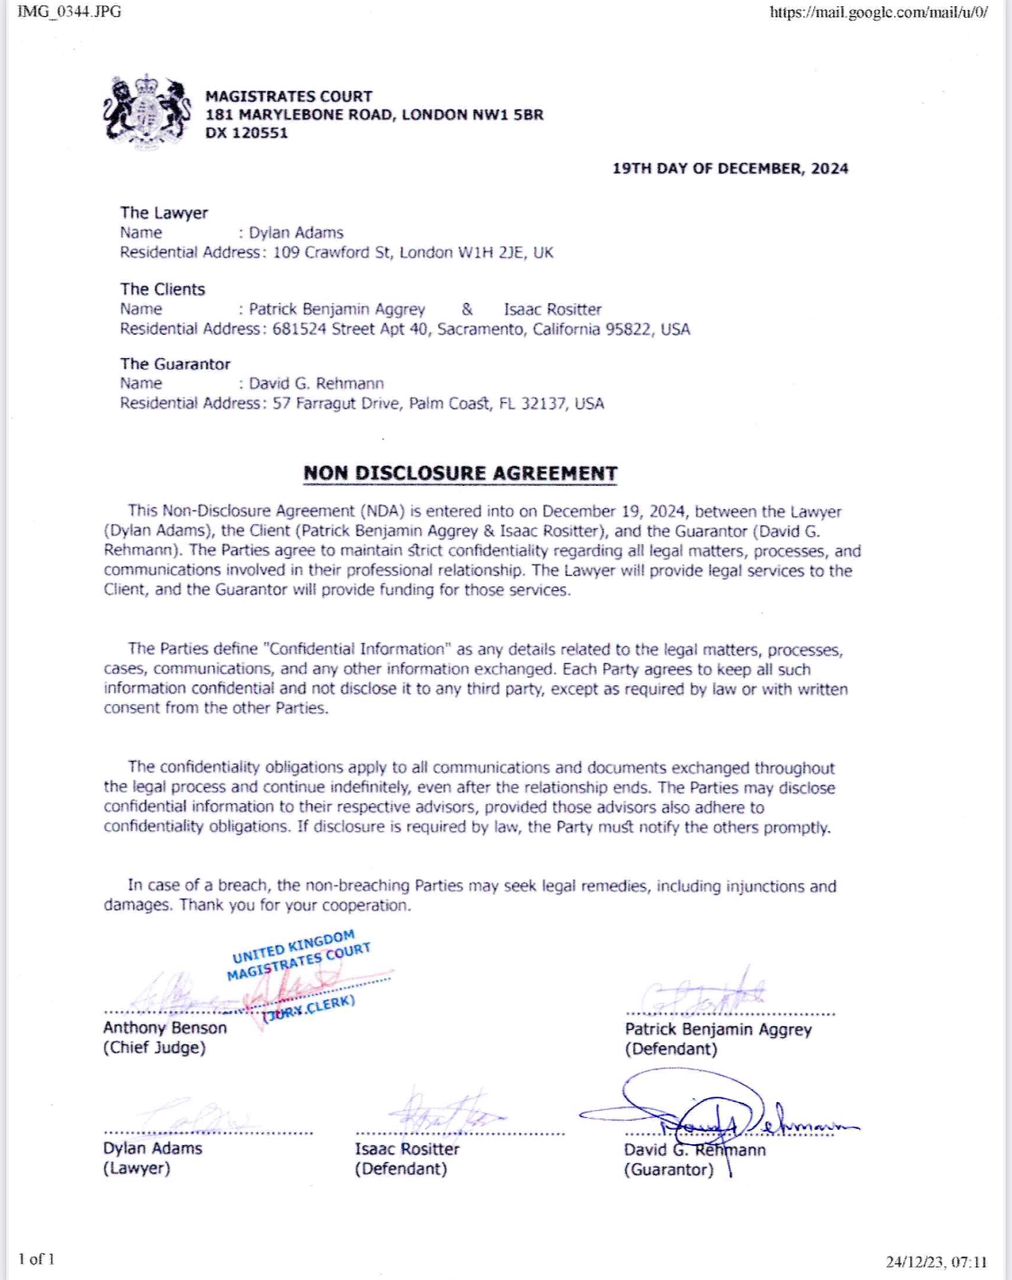 IMG_0344.JPG
https://mail.google.com/mail/u/0/
MAGISTRATES COURT
181 MARYLEBONE ROAD, LONDON NW1 5BR
DX 120551
19TH DAY OF DECEMBER, 2024
The Lawyer
Name : Dylan Adams
Residential Address: 109 Crawford St, London W1H 2JE, UK
The Clients
Name : Patrick Benjamin Aggrey & Isaac Rositter
Residential Address: 681524 Street Apt 40, Sacramento, California 95822, USA
The Guarantor
Name : David G. Rehmann
Residential Address: 57 Farragut Drive, Palm Coast, FL 32137, USA
NON DISCLOSURE AGREEMENT
This Non-Disclosure Agreement (NDA) is entered into on December 19, 2024, between the Lawyer
(Dylan Adams), the Client (Patrick Benjamin Aggrey & Isaac Rositter), and the Guarantor (David G.
Rehmann). The Parties agree to maintain strict confidentiality regarding all legal matters, processes, and
communications involved in their professional relationship. The Lawyer will provide legal services to the
Client, and the Guarantor will provide funding for those services.
The Parties define "Confidential Information" as any details related to the legal matters, processes,
cases, communications, and any other information exchanged. Each Party agrees to keep all such
information confidential and not disclose it to any third party, except as required by law or with written
consent from the other Parties.
The confidentiality obligations apply to all communications and documents exchanged throughout
the legal process and continue indefinitely, even after the relationship ends. The Parties may disclose
confidential information to their respective advisors, provided those advisors also adhere to
confidentiality obligations. If disclosure is required by law, the Party must notify the others promptly.
In case of a breach, the non-breaching Parties may seek legal remedies, including injunctions and
damages. Thank you for your cooperation.
UNITED KINGDOM
MAGISTRATES COURT
(JURY.CLERK)
Anthony Benson
(Chief Judge)
Patrick Benjamin Aggrey
(Defendant)
David Rehmann
Dylan Adams
(Lawyer)
Isaac Rositter
(Defendant)
David G. Rehmann
(Guarantor)
1 of 1
24/12/23, 07:11